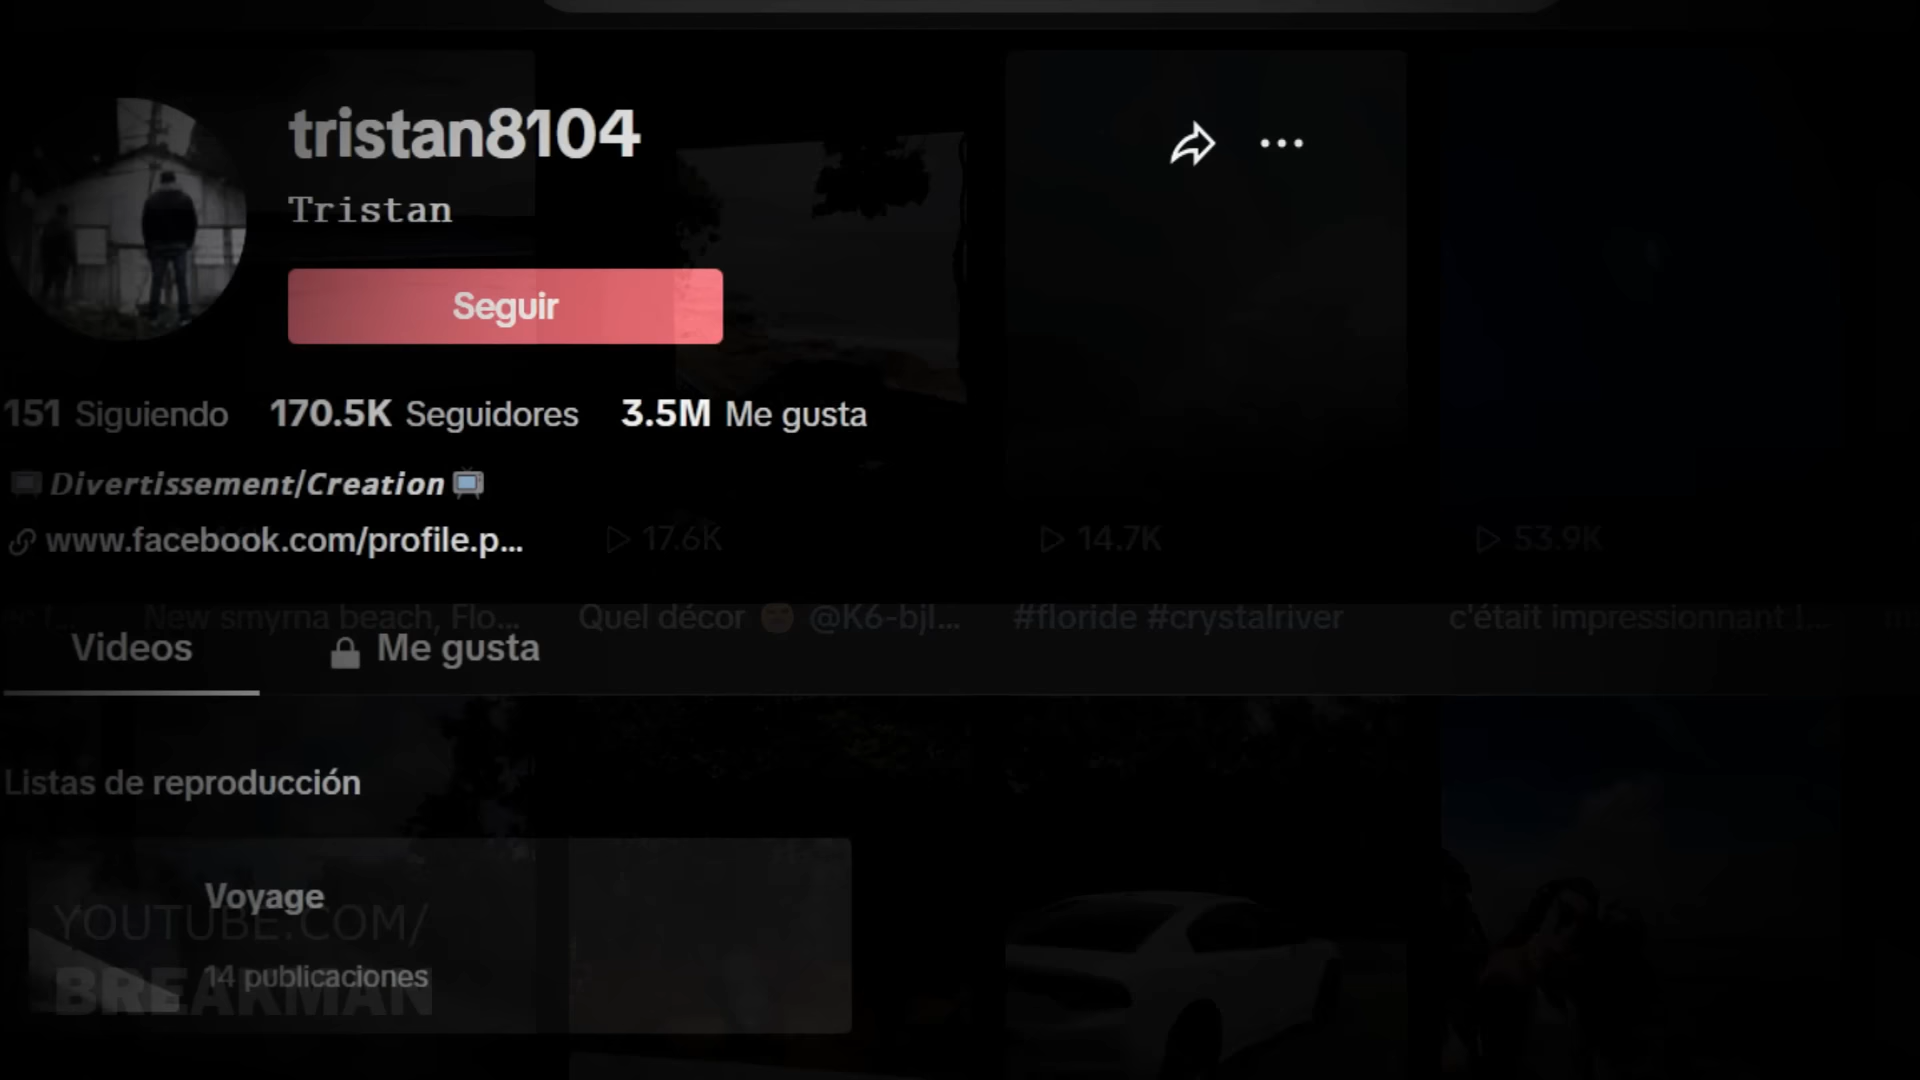 tristan8104
Tristan
Seguir
151 Siguiendo 170.5K Seguidores 3.5M Me gusta
Divertissement/Creation
www.facebook.com/profile.p...
17.6K
14.7K
53.9K
New smyrna beach, Flo...
Quel décor @K6-bjl...
#floride #crystalriver
c'était impressionnant !...
Videos
Me gusta
Listas de reproducción
Voyage
14 publicaciones
YOUTUBE.COM/
BREAKMAN